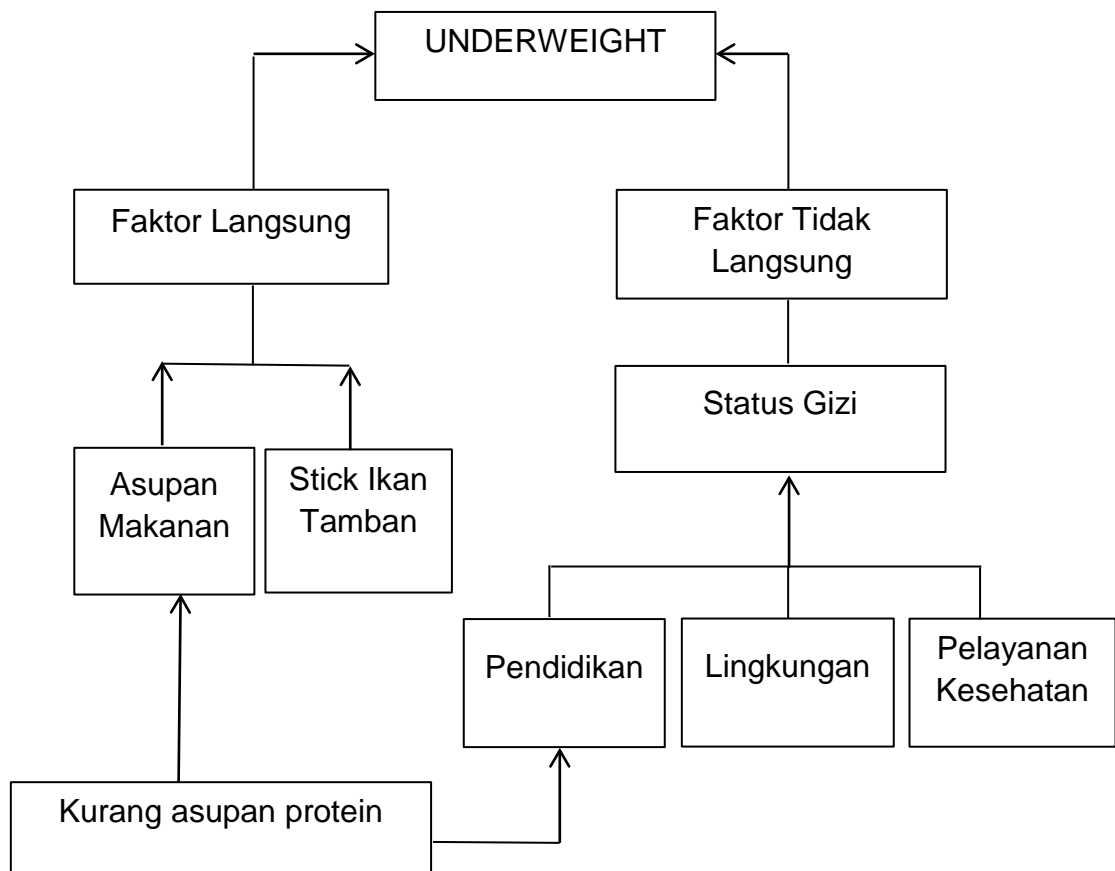 UNDERWEIGHT
Faktor Langsung
Faktor Tidak
Langsung
Status Gizi
Asupan
Makanan
Stick Ikan
Tamban
Pendidikan
Lingkungan
Pelayanan
Kesehatan
Kurang asupan protein